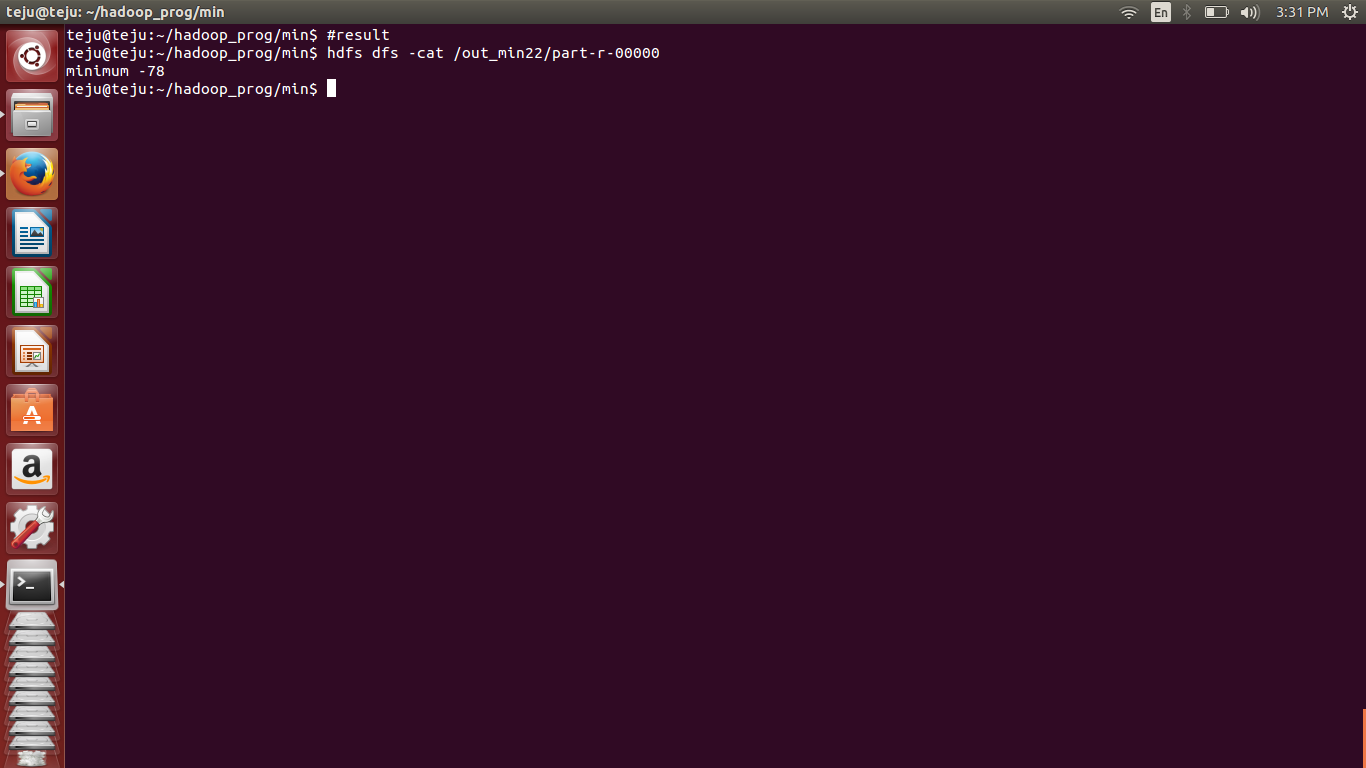 teju@teju: ~/hadoop_prog/min
En
3:31 PM
teju@teju:~/hadoop_prog/min$ #result
teju@teju:~/hadoop_prog/min$ hdfs dfs -cat /out_min22/part-r-00000
minimum -78
teju@teju:~/hadoop_prog/min$
A
a
>_